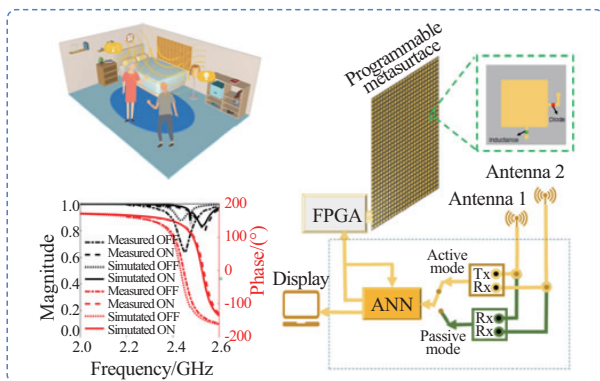 Programmable
metasurtace
Diode
Inductance
Antenna 2
Antenna 1
FPGA
Active
mode
Tx
Rx
Display
ANN
Rx
Rx
Passive
mode
1.0
0.8
0.6
0.4
0.2
0.0
Magnitude
Measured OFF
Measured ON
Simulated OFF
Simulated ON
Measured OFF
Measured ON
Simulated OFF
Simulated ON
200
100
0
-100
-200
Phase/(°)
2.0
2.2
2.4
2.6
Frequency/GHz